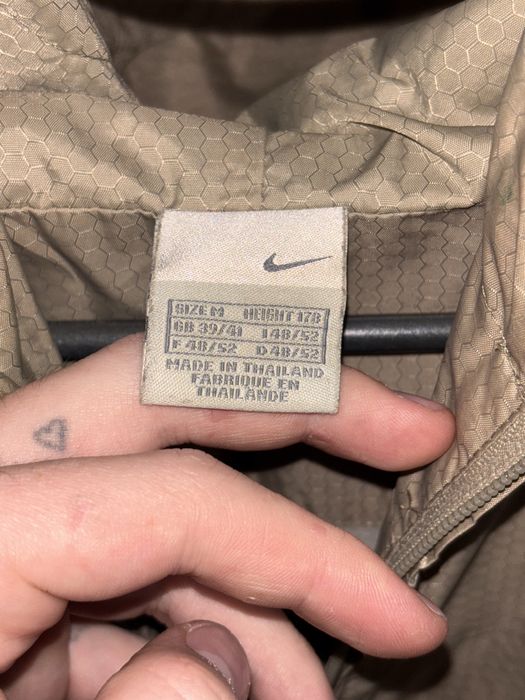 SIZE M HEIGHT 178
GB 39/41 I 48/52
F 48/52 D 48/52
MADE IN THAILAND
FABRIQUE EN
THAILANDE